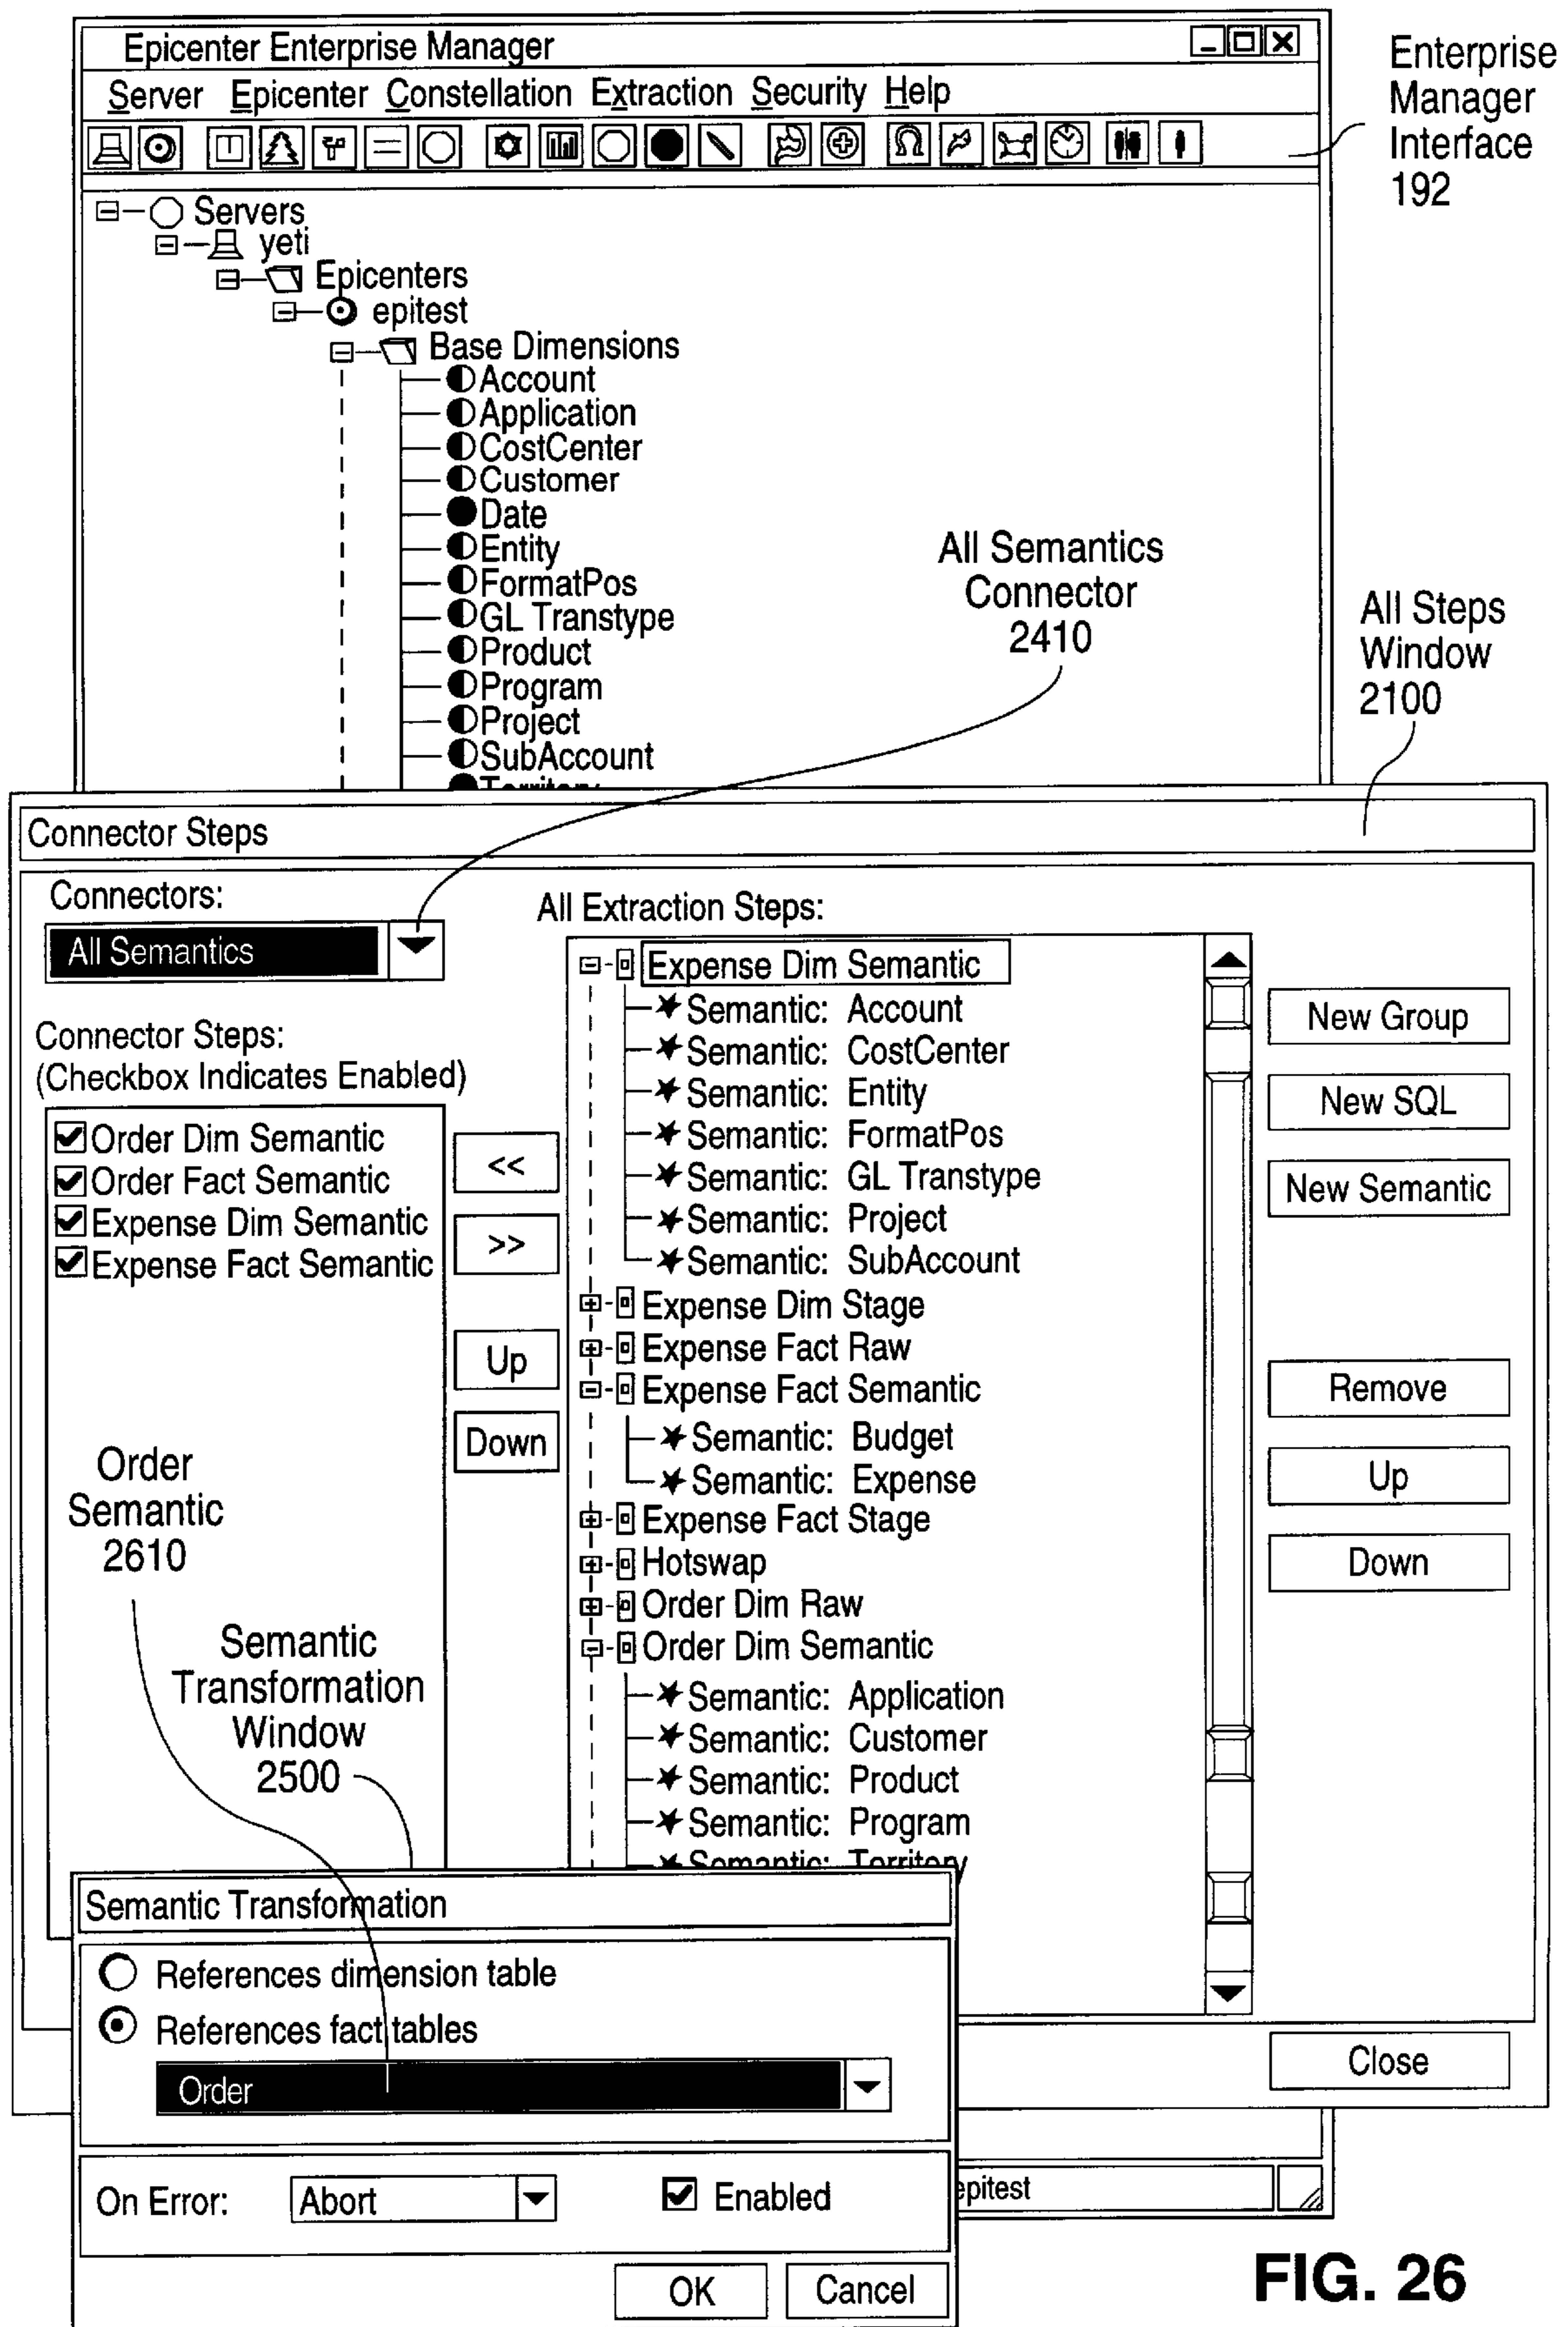 Epicenter Enterprise Manager
Server Epicenter Constellation Extraction Security Help
Enterprise
Manager
Interface
192
Servers
yeti
Epicenters
epitest
Base Dimensions
Account
Application
CostCenter
Customer
Date
Entity
FormatPos
GL Transtype
Product
Program
Project
SubAccount
Territory
All Semantics
Connector
2410
All Steps
Window
2100
Connector Steps
Connectors:
All Semantics
Connector Steps:
(Checkbox Indicates Enabled)
Order Dim Semantic
Order Fact Semantic
Expense Dim Semantic
Expense Fact Semantic
<<
>>
Up
Down
All Extraction Steps:
Expense Dim Semantic
Semantic: Account
Semantic: CostCenter
Semantic: Entity
Semantic: FormatPos
Semantic: GL Transtype
Semantic: Project
Semantic: SubAccount
Expense Dim Stage
Expense Fact Raw
Expense Fact Semantic
Semantic: Budget
Semantic: Expense
Expense Fact Stage
Hotswap
Order Dim Raw
Order Dim Semantic
Semantic: Application
Semantic: Customer
Semantic: Product
Semantic: Program
Semantic: Territory
New Group
New SQL
New Semantic
Remove
Up
Down
Close
Order
Semantic
2610
Semantic
Transformation
Window
2500
Semantic Transformation
References dimension table
References fact tables
Order
On Error: Abort Enabled
OK Cancel
epitest
FIG. 26